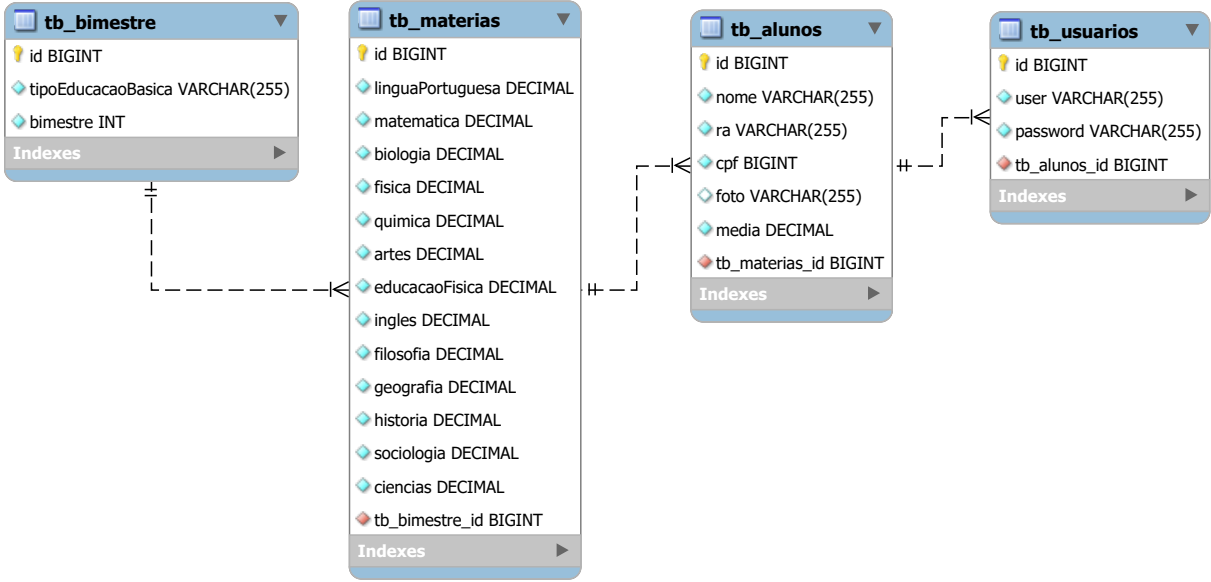 tb_bimestre
id BIGINT
tipoEducacaoBasica VARCHAR(255)
bimestre INT
Indexes
tb_materias
id BIGINT
linguaPortuguesa DECIMAL
matematica DECIMAL
biologia DECIMAL
fisica DECIMAL
quimica DECIMAL
artes DECIMAL
educacaoFisica DECIMAL
ingles DECIMAL
filosofia DECIMAL
geografia DECIMAL
historia DECIMAL
sociologia DECIMAL
ciencias DECIMAL
tb_bimestre_id BIGINT
Indexes
tb_alunos
id BIGINT
nome VARCHAR(255)
ra VARCHAR(255)
cpf BIGINT
foto VARCHAR(255)
media DECIMAL
tb_materias_id BIGINT
Indexes
tb_usuarios
id BIGINT
user VARCHAR(255)
password VARCHAR(255)
tb_alunos_id BIGINT
Indexes